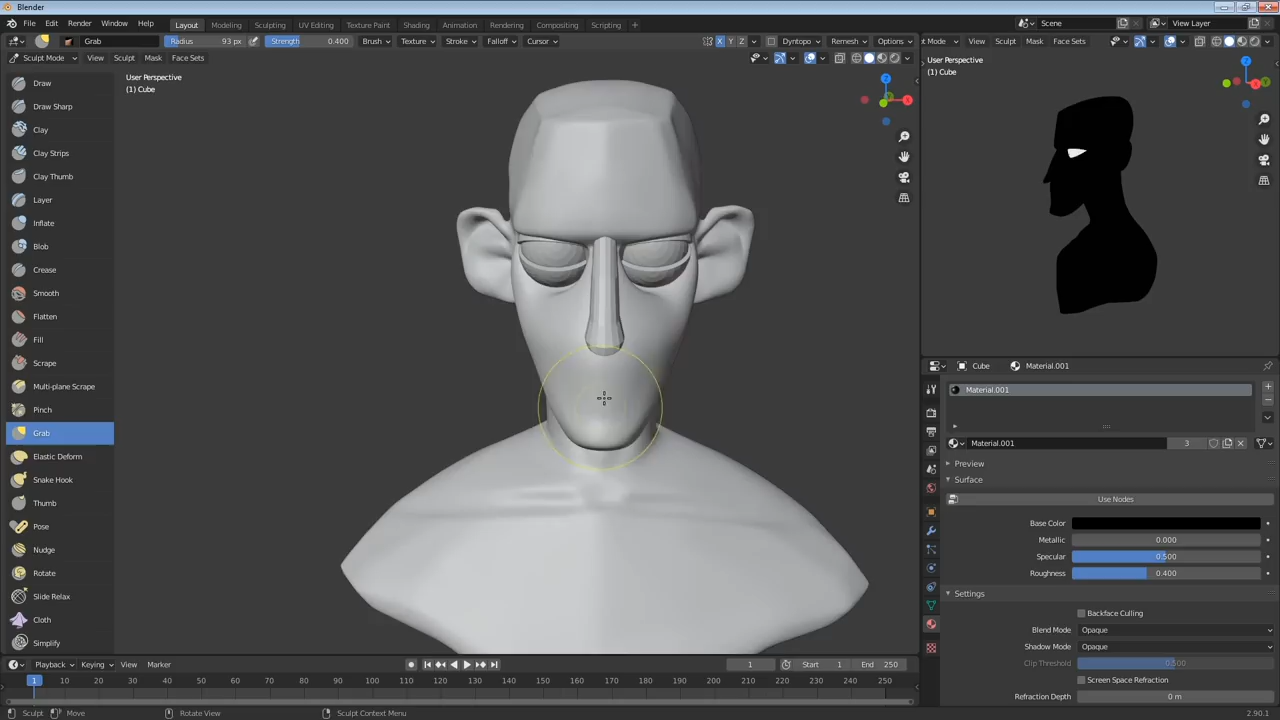 Blender
File Edit Render Window Help Layout Modeling Sculpting UV Editing Texture Paint Shading Animation Rendering Compositing Scripting + Scene View Layer
Grab Radius 93 px Strength 0.400 Brush Texture Stroke Falloff Cursor X Y Z Dyntopo Remesh Options t Mode View Sculpt Mask Face Sets
Sculpt Mode View Sculpt Mask Face Sets
User Perspective
(1) Cube
User Perspective
(1) Cube
Z
X
Z
X
Draw
Draw Sharp
Clay
Clay Strips
Clay Thumb
Layer
Inflate
Blob
Crease
Smooth
Flatten
Fill
Scrape
Multi-plane Scrape
Pinch
Grab
Elastic Deform
Snake Hook
Thumb
Pose
Nudge
Rotate
Slide Relax
Cloth
Simplify
Cube Material.001
Material.001
Material.001 3
Preview
Surface
Use Nodes
Base Color
Metallic 0.000
Specular 0.500
Roughness 0.400
Settings
Backface Culling
Blend Mode Opaque
Shadow Mode Opaque
Clip Threshold 0.500
Screen Space Refraction
Refraction Depth 0 m
Playback Keying View Marker 1 Start 1 End 250
1 10 20 30 40 50 60 70 80 90 100 110 120 130 140 150 160 170 180 190 200 210 220 230 240 250
Sculpt Move Rotate View Sculpt Context Menu 2.90.1